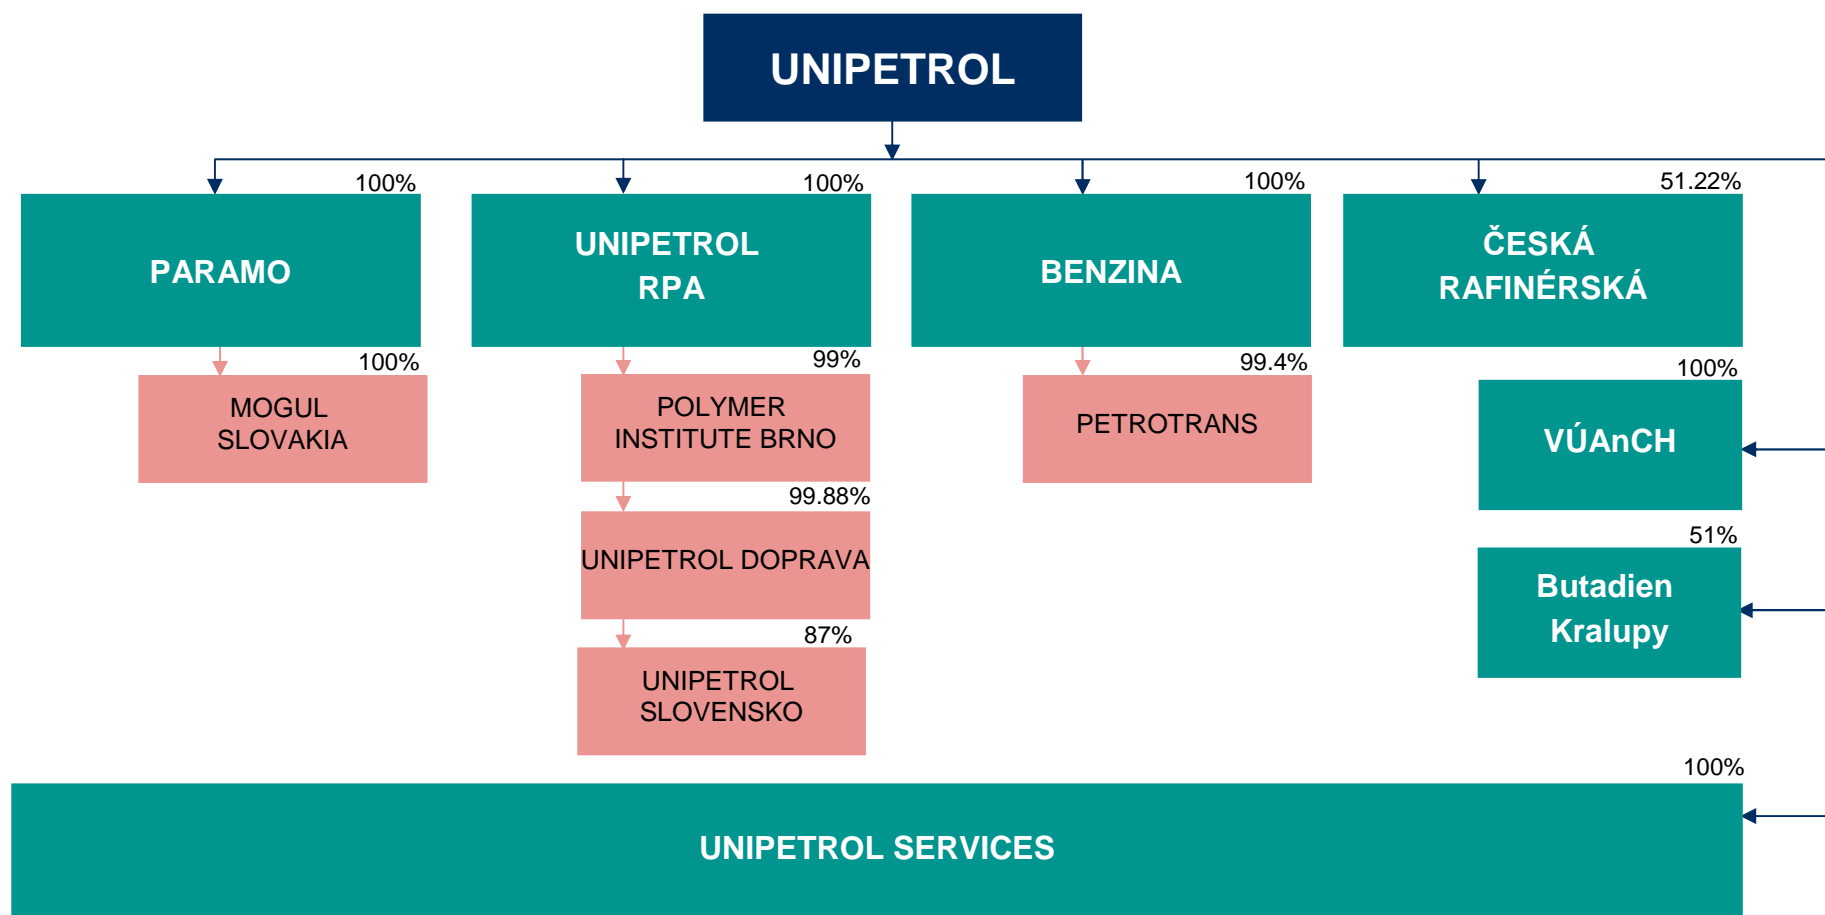 UNIPETROL
100%
100%
100%
51.22%
PARAMO
UNIPETROL
RPA
BENZINA
ČESKÁ
RAFINÉRSKÁ
100%
99%
99.4%
100%
MOGUL
SLOVAKIA
POLYMER
INSTITUTE BRNO
PETROTRANS
VÚAnCH
99.88%
UNIPETROL DOPRAVA
51%
Butadien
Kralupy
87%
UNIPETROL
SLOVENSKO
100%
UNIPETROL SERVICES